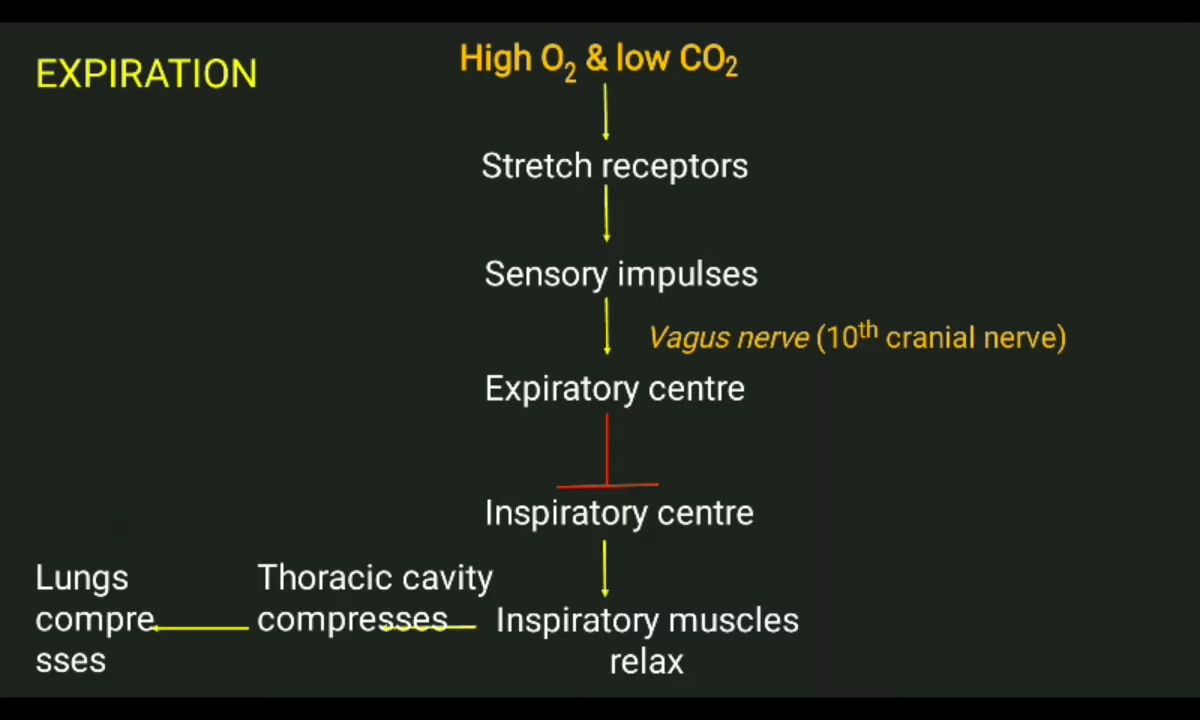 EXPIRATION
High O₂ & low CO₂
Stretch receptors
Sensory impulses
Vagus nerve (10ᵗʰ cranial nerve)
Expiratory centre
Inspiratory centre
Inspiratory muscles
relax
Thoracic cavity
compresses
Lungs
compre
sses